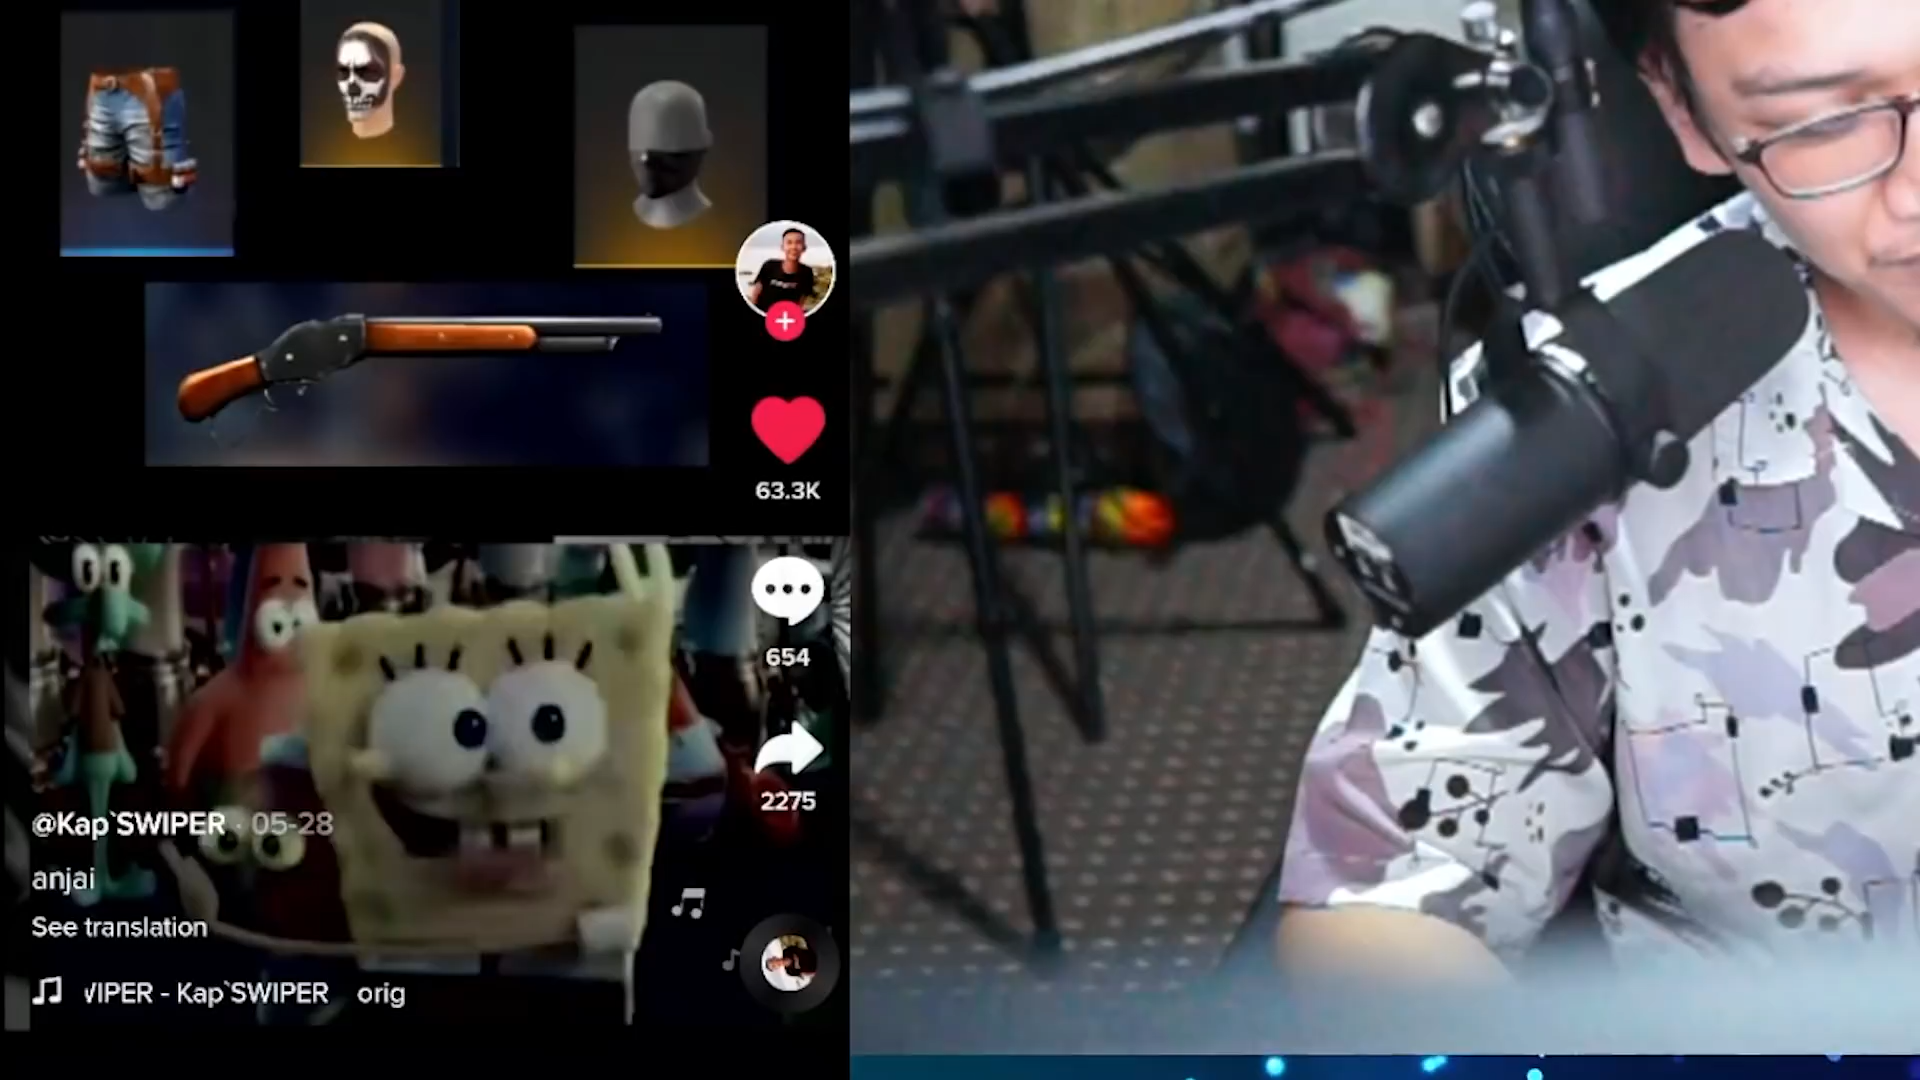 63.3K
654
2275
@Kap`SWIPER · 05-28
anjai
See translation
VIPER - Kap`SWIPER orig